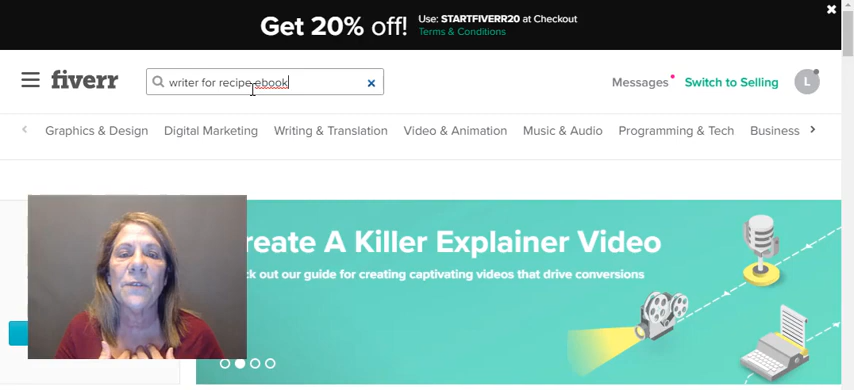 Get 20% off! Use: STARTFIVERR20 at Checkout
Terms & Conditions
fiverr
writer for recipe ebook
Messages
Switch to Selling
L
Graphics & Design
Digital Marketing
Writing & Translation
Video & Animation
Music & Audio
Programming & Tech
Business
reate A Killer Explainer Video
ck out our guide for creating captivating videos that drive conversions